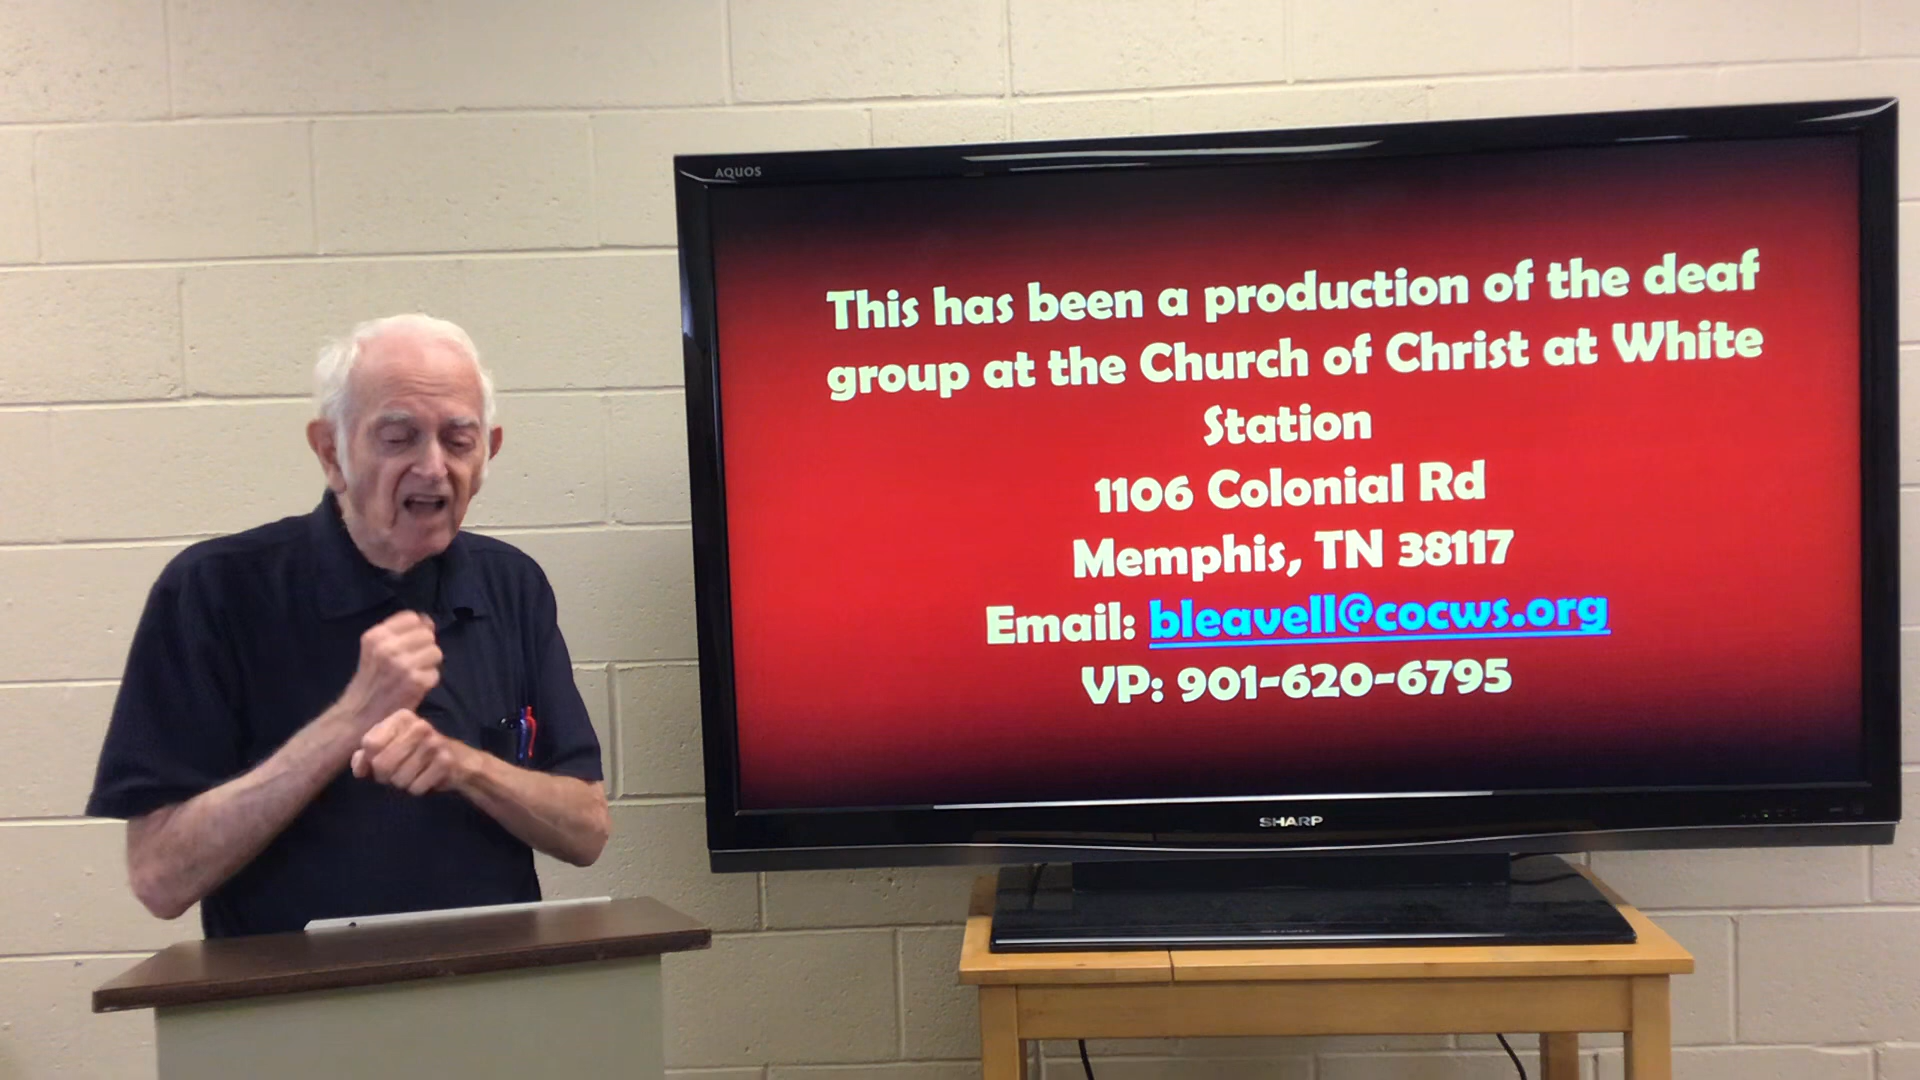 AQUOS
This has been a production of the deaf
group at the Church of Christ at White
Station
1106 Colonial Rd
Memphis, TN 38117
Email: bleavell@cocws.org
VP: 901-620-6795
SHARP